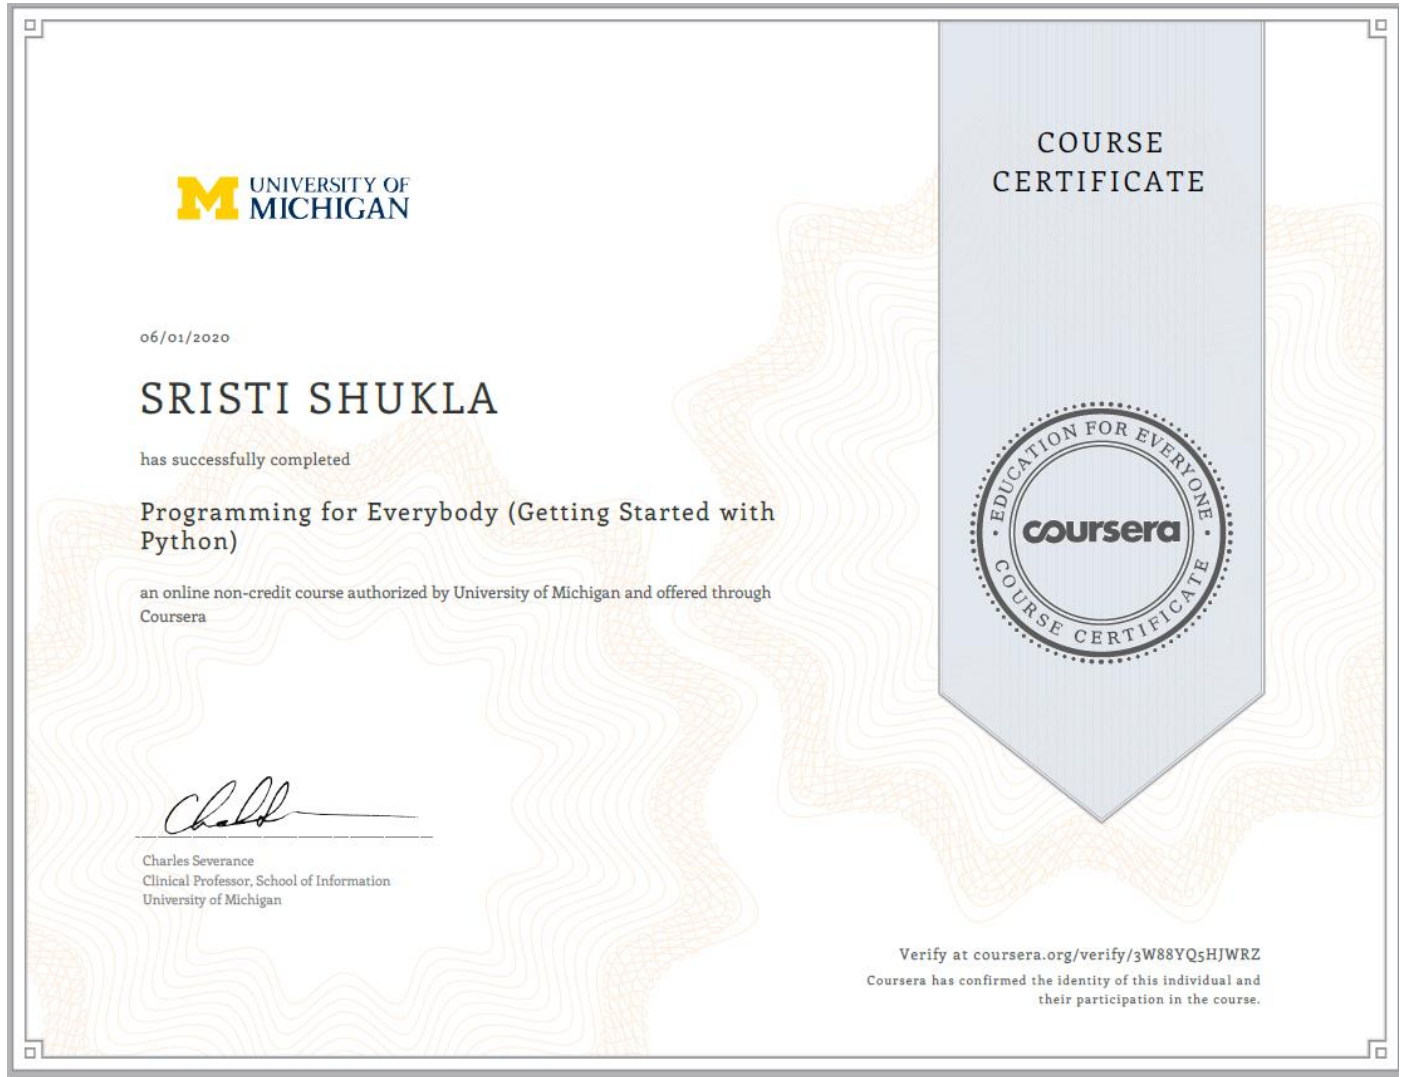 M UNIVERSITY OF
MICHIGAN
COURSE
CERTIFICATE
06/01/2020
SRISTI SHUKLA
has successfully completed
Programming for Everybody (Getting Started with
Python)
an online non-credit course authorized by University of Michigan and offered through
Coursera
EDUCATION FOR EVERYONE
coursera
COURSE CERTIFICATE
Charles Severance
Clinical Professor, School of Information
University of Michigan
Verify at coursera.org/verify/3W88YQ5HJWRZ
Coursera has confirmed the identity of this individual and
their participation in the course.